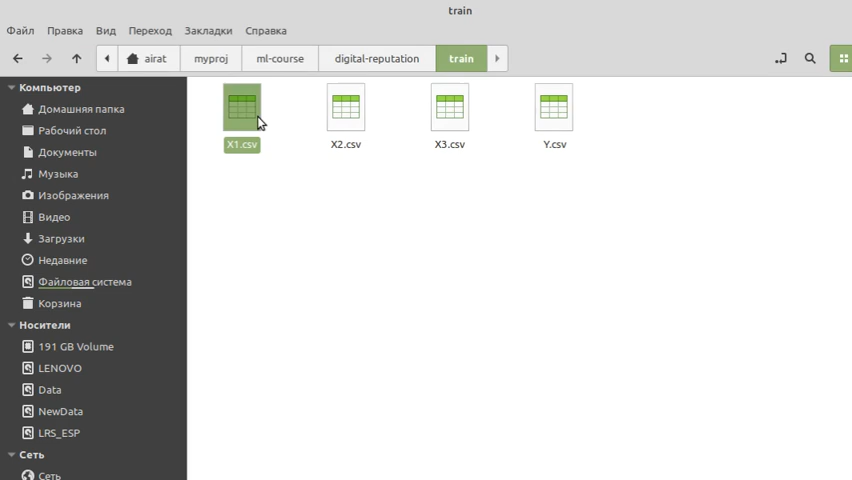 train
Файл Правка Вид Переход Закладки Справка
airat myproj ml-course digital-reputation train
Компьютер
Домашняя папка
Рабочий стол
Документы
Музыка
Изображения
Видео
Загрузки
Недавние
Файловая система
Корзина
Носители
191 GB Volume
LENOVO
Data
NewData
LRS_ESP
Сеть
Сеть
X1.csv X2.csv X3.csv Y.csv